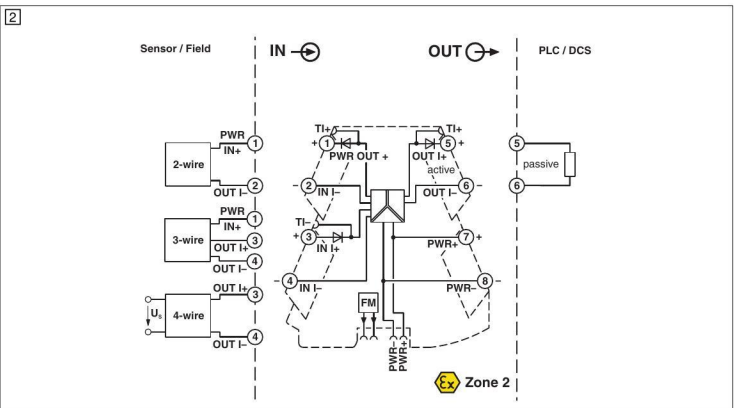 2
Sensor / Field
IN
OUT
PLC / DCS
PWR
IN+
1
2-wire
2
OUT I–
PWR
IN+
1
3-wire
OUT I+
3
4
OUT I–
OUT I+
3
Us
4-wire
4
OUT I–
TI+
+ 1
PWR OUT +
– 2
IN I–
TI–
+ 3
IN I+
– 4
IN I–
FM
PWR–
PWR+
TI+
5 +
OUT I+
active
6 –
OUT I–
7 +
PWR+
8 –
PWR–
5
passive
6
Ex Zone 2